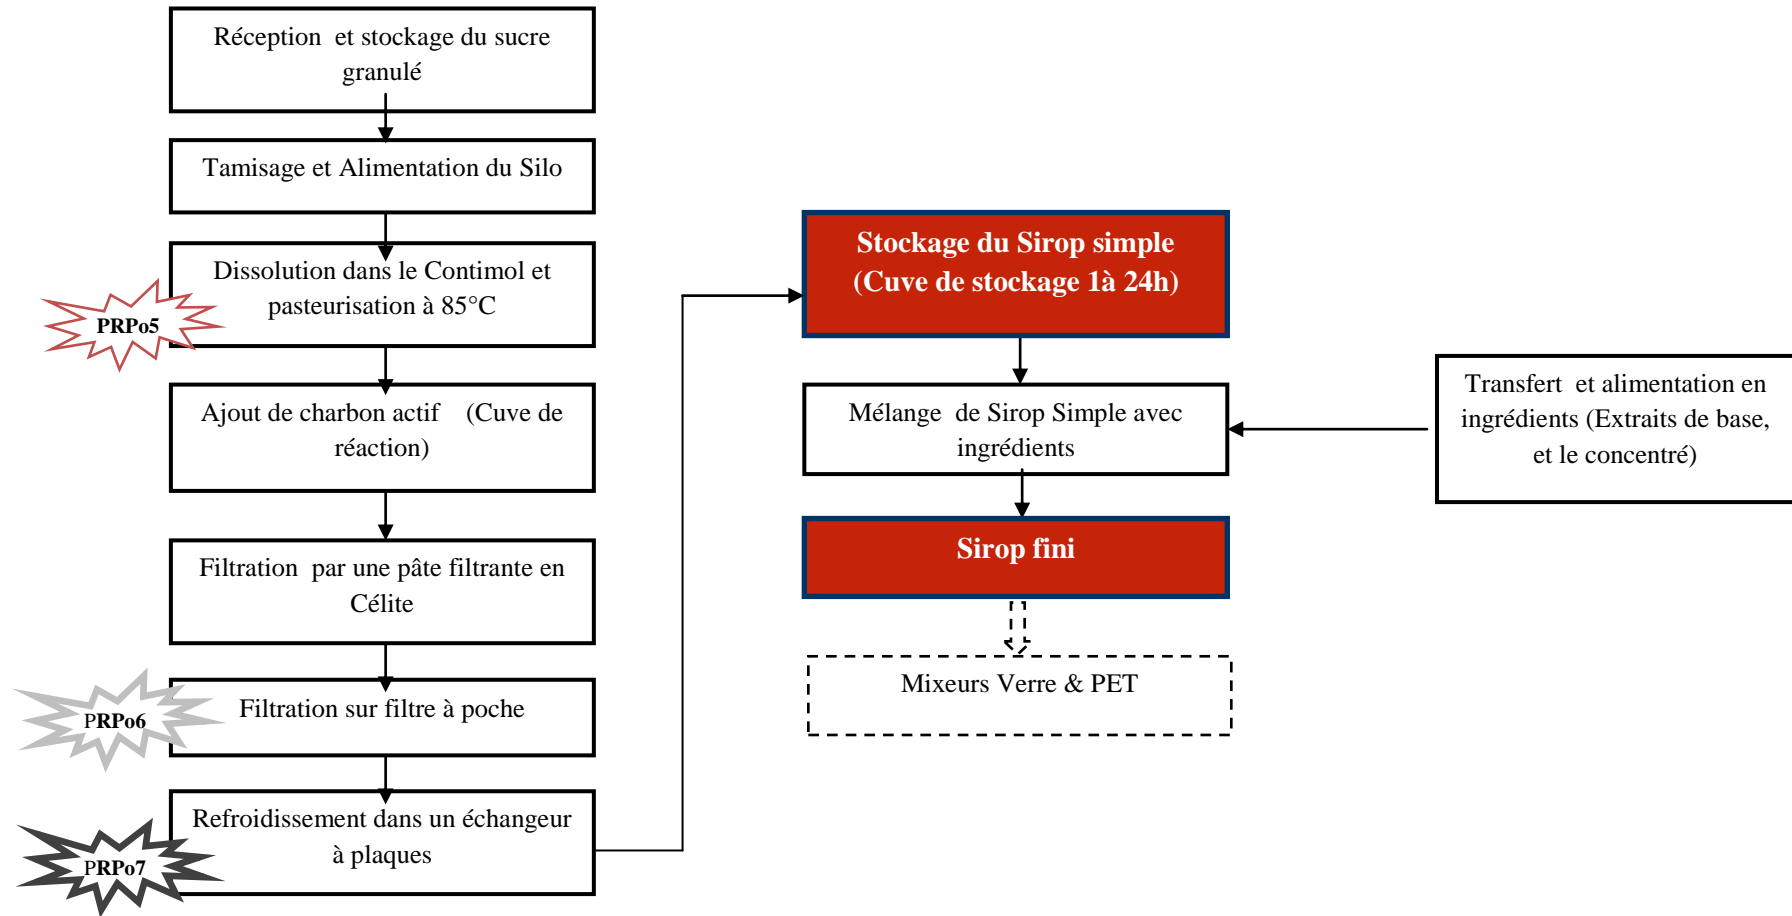 Réception et stockage du sucre
granulé
Tamisage et Alimentation du Silo
Dissolution dans le Contimol et
pasteurisation à 85°C
PRPo5
Ajout de charbon actif (Cuve de
réaction)
Filtration par une pâte filtrante en
Célite
Filtration sur filtre à poche
PRPo6
Refroidissement dans un échangeur
à plaques
PRPo7
Stockage du Sirop simple
(Cuve de stockage 1à 24h)
Mélange de Sirop Simple avec
ingrédients
Transfert et alimentation en
ingrédients (Extraits de base,
et le concentré)
Sirop fini
Mixeurs Verre & PET